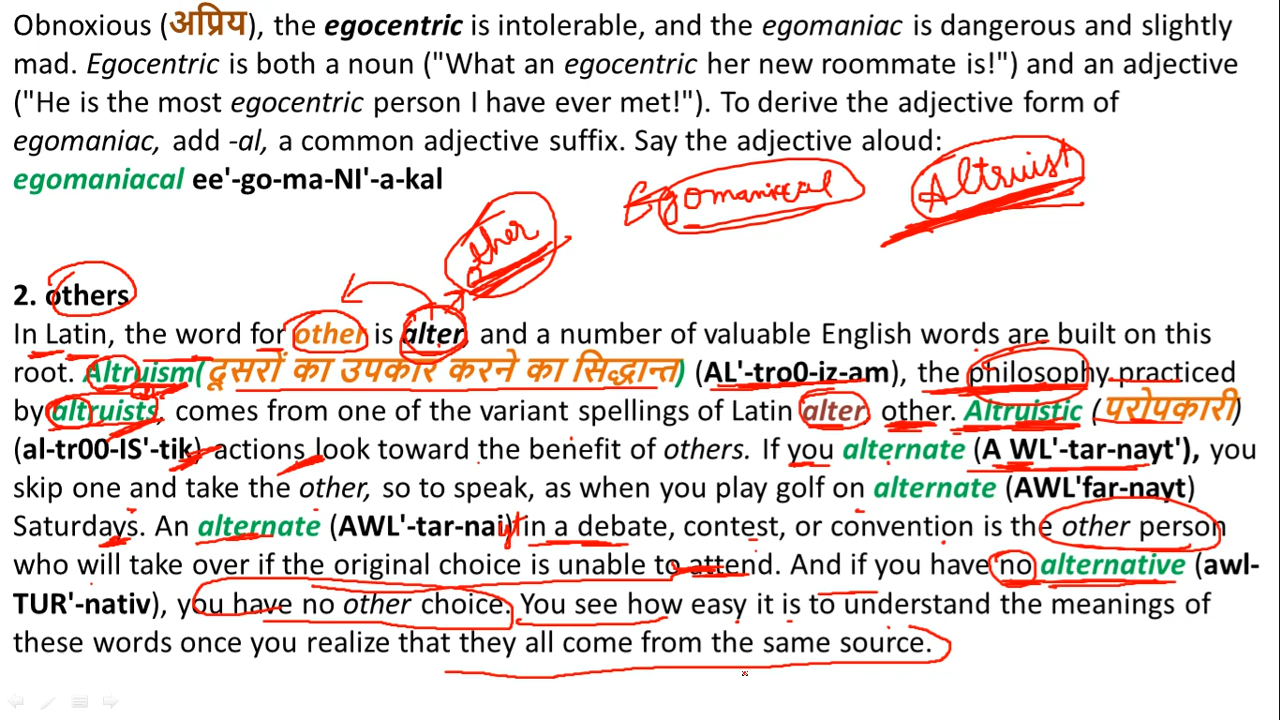 Obnoxious (अप्रिय), the egocentric is intolerable, and the egomaniac is dangerous and slightly
mad. Egocentric is both a noun ("What an egocentric her new roommate is!") and an adjective
("He is the most egocentric person I have ever met!"). To derive the adjective form of
egomaniac, add -al, a common adjective suffix. Say the adjective aloud:
egomaniacal ee'-go-ma-NI'-a-kal
Egomaniacal
Altruist
other
2. others
In Latin, the word for other is alter, and a number of valuable English words are built on this
root. Altruism(दूसरों का उपकार करने का सिद्धान्त) (AL'-tro0-iz-am), the philosophy practiced
by altruists, comes from one of the variant spellings of Latin alter, other. Altruistic (परोपकारी)
(al-tr00-IS'-tik) actions look toward the benefit of others. If you alternate (A WL'-tar-nayt'), you
skip one and take the other, so to speak, as when you play golf on alternate (AWL'far-nayt)
Saturdays. An alternate (AWL'-tar-nait) in a debate, contest, or convention is the other person
who will take over if the original choice is unable to attend. And if you have no alternative (awl-
TUR'-nativ), you have no other choice. You see how easy it is to understand the meanings of
these words once you realize that they all come from the same source.